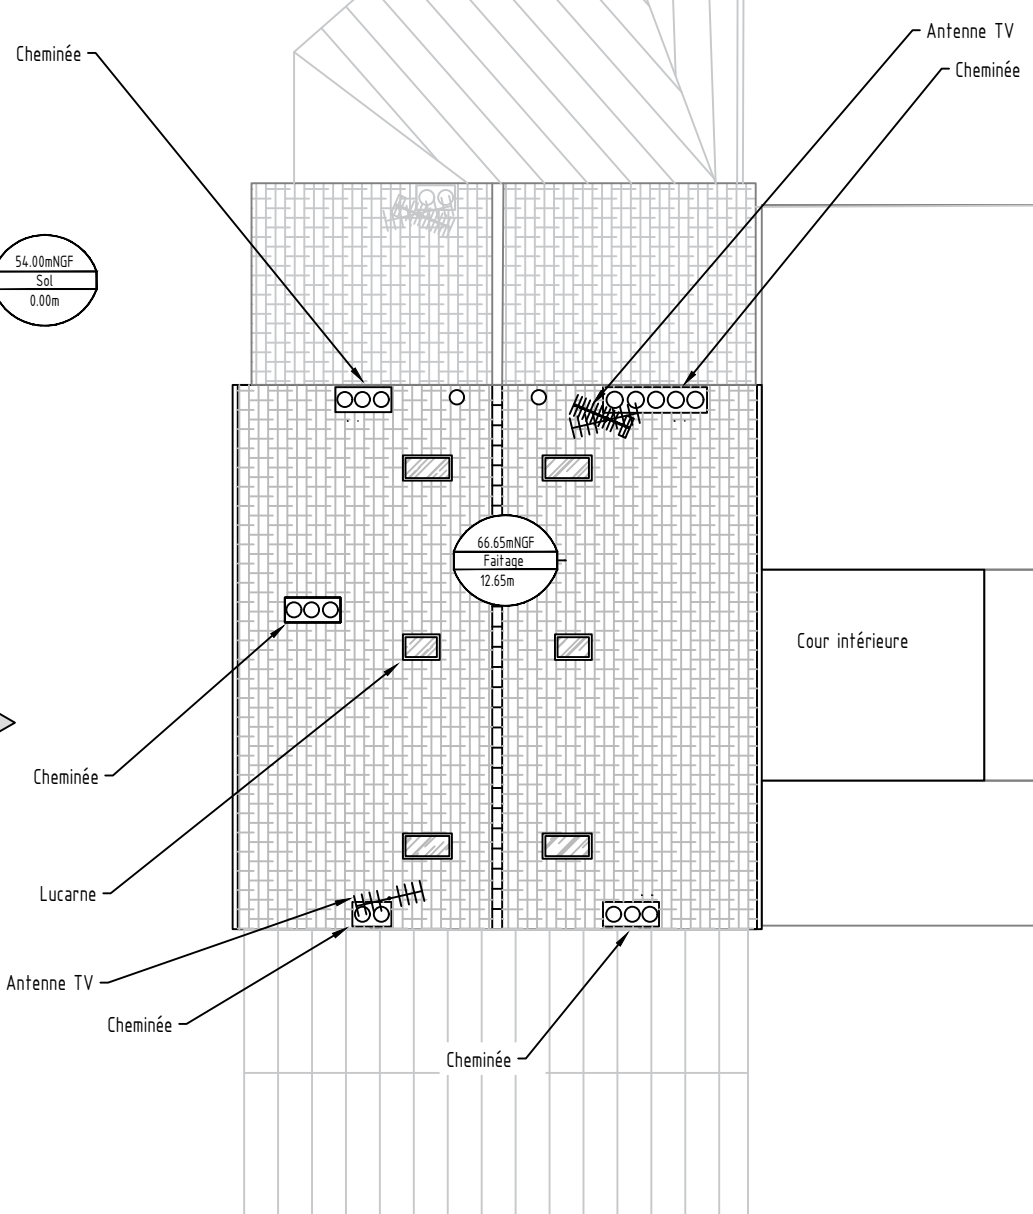 Antenne TV
Cheminée
Cheminée
54.00mNGF
Sol
0.00m
66.65mNGF
Faitage
12.65m
Cour intérieure
Cheminée
Lucarne
Antenne TV
Cheminée
Cheminée